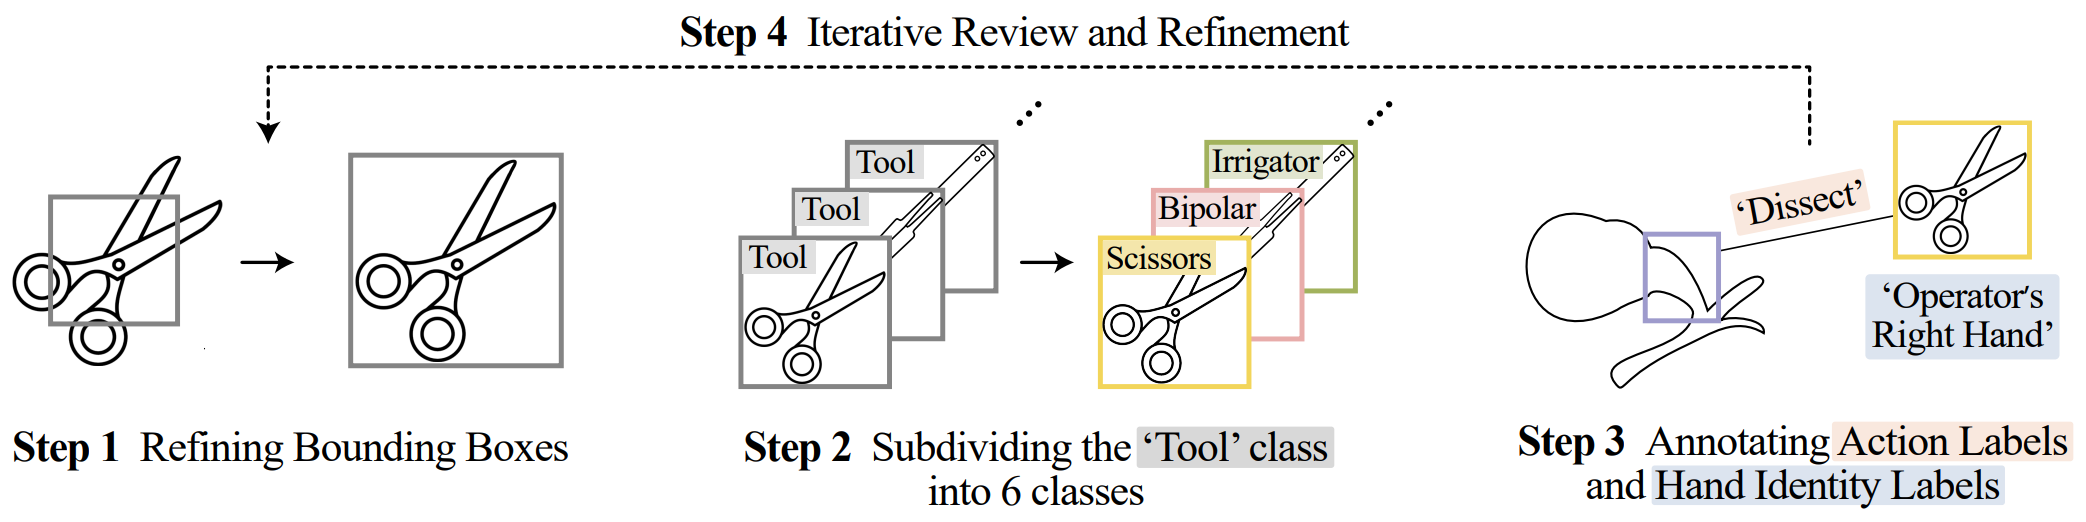 Step 4 Iterative Review and Refinement
Tool
Tool
Tool
Irrigator
Bipolar
Scissors
‘Dissect’
‘Operator's
Right Hand’
Step 1 Refining Bounding Boxes
Step 2 Subdividing the ‘Tool’ class
into 6 classes
Step 3 Annotating Action Labels
and Hand Identity Labels